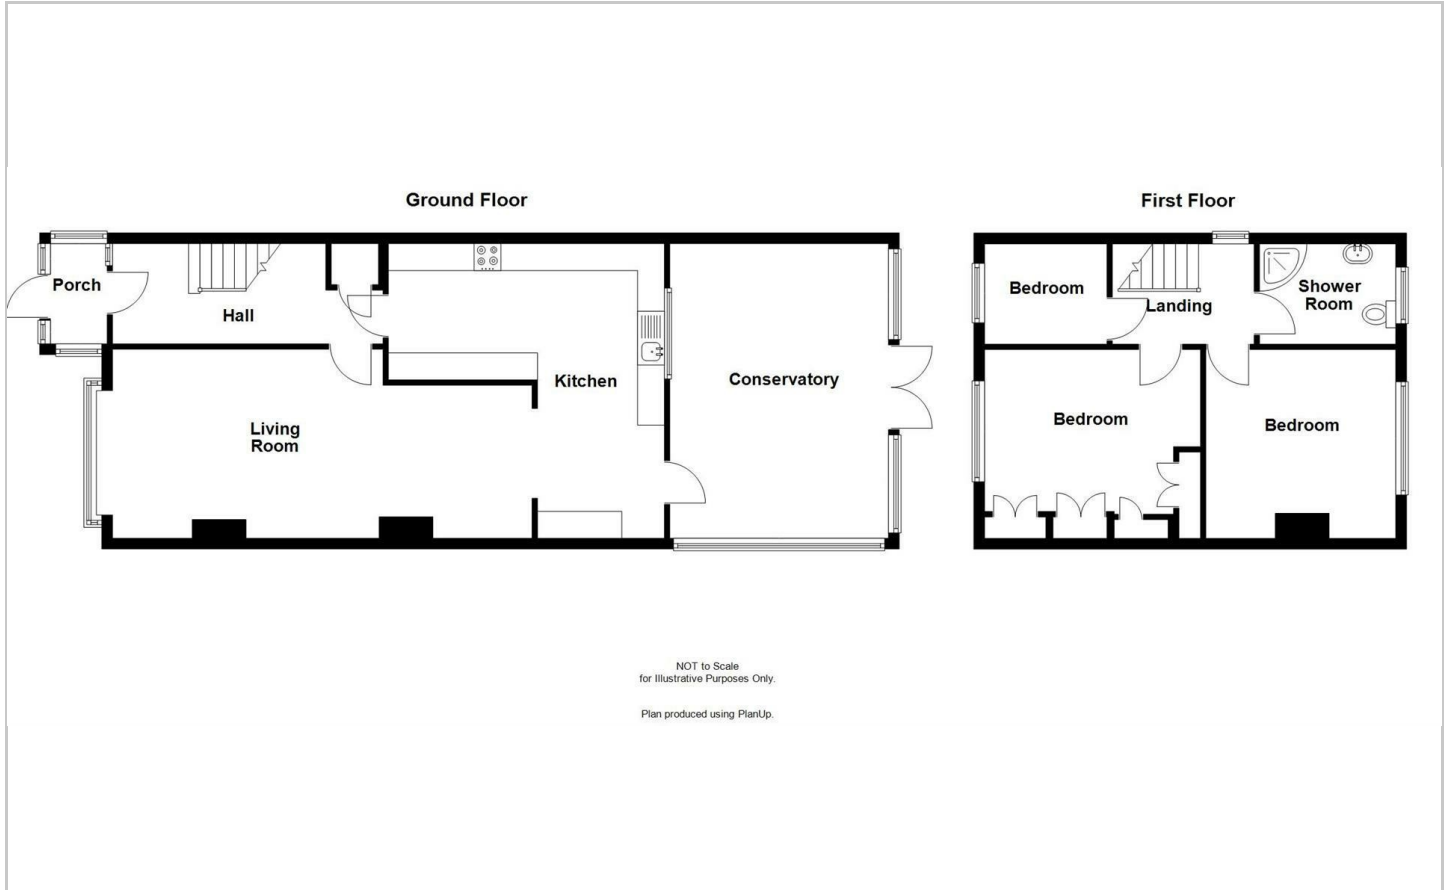 Ground Floor
Porch
Hall
Kitchen
Conservatory
Living
Room
First Floor
Bedroom
Landing
Shower
Room
Bedroom
Bedroom
NOT to Scale
for Illustrative Purposes Only.
Plan produced using PlanUp.